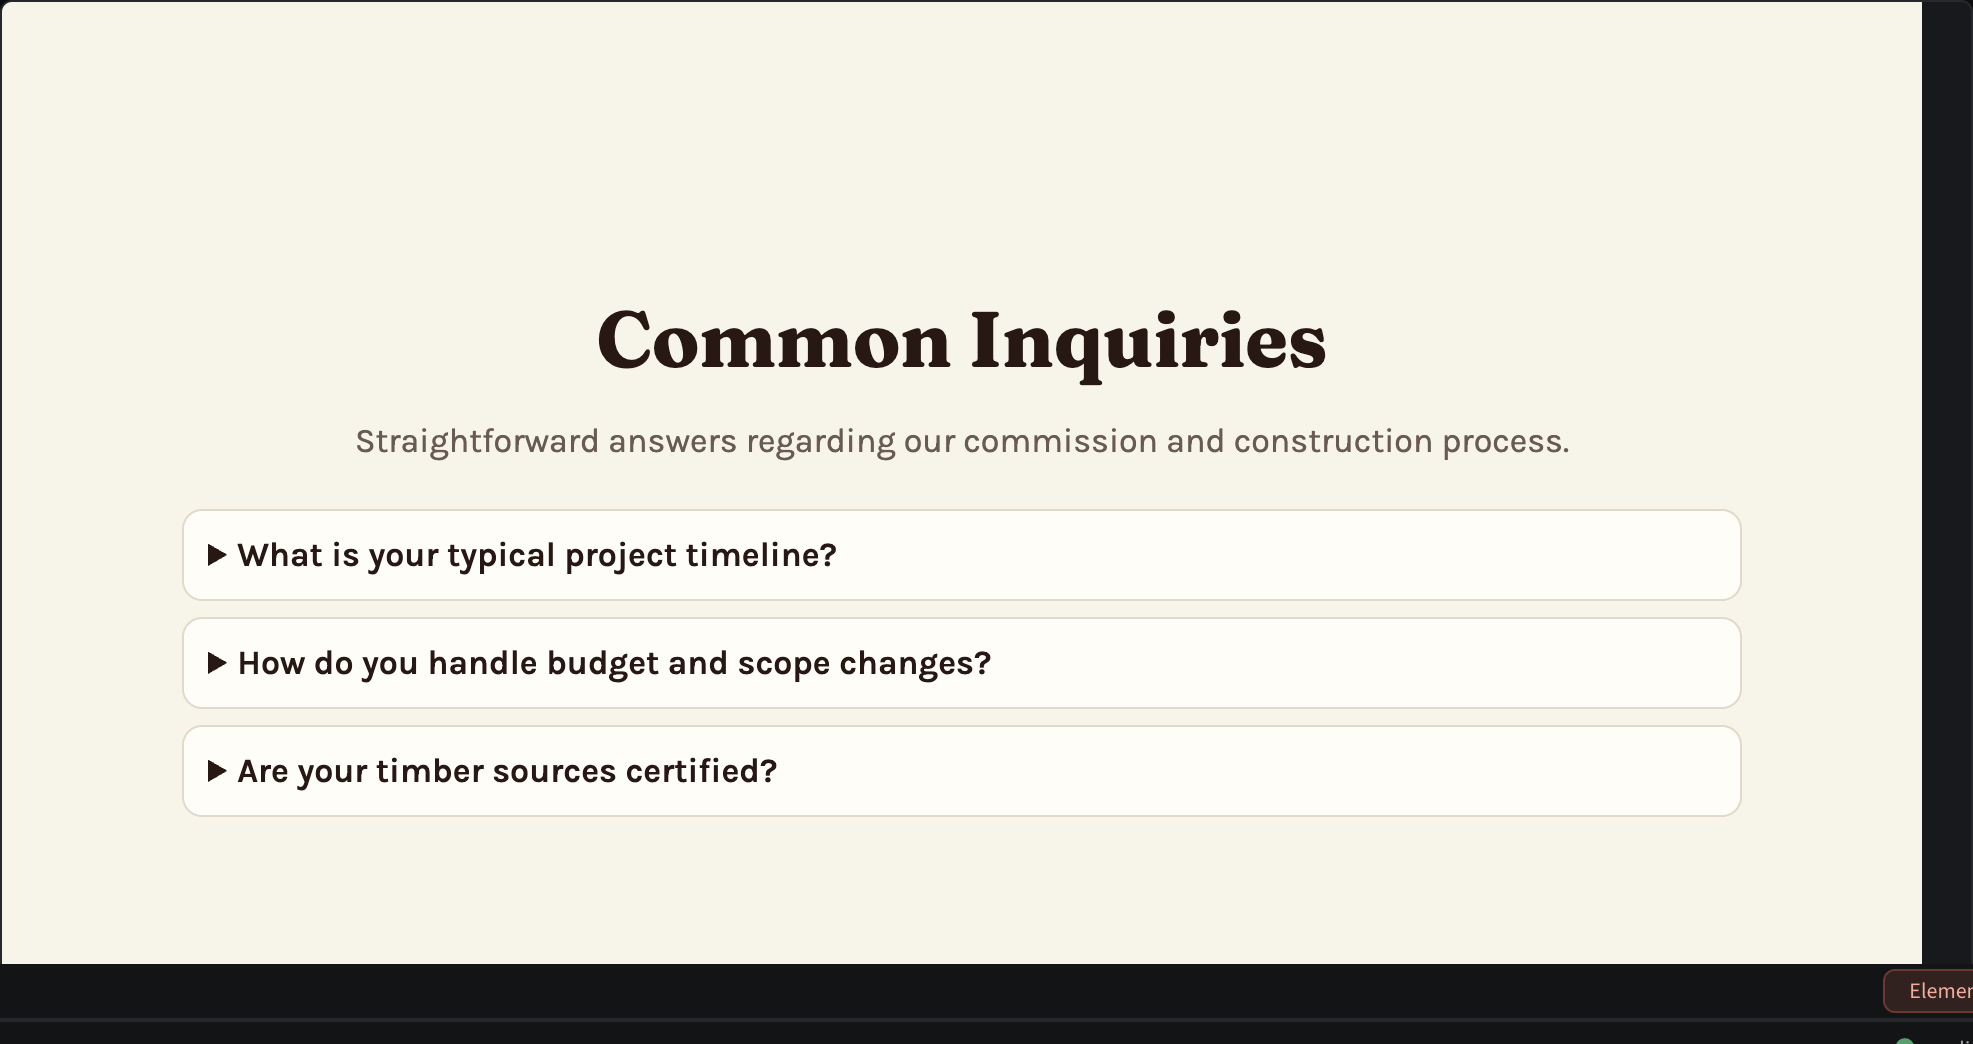 Common Inquiries
Straightforward answers regarding our commission and construction process.
What is your typical project timeline?
How do you handle budget and scope changes?
Are your timber sources certified?